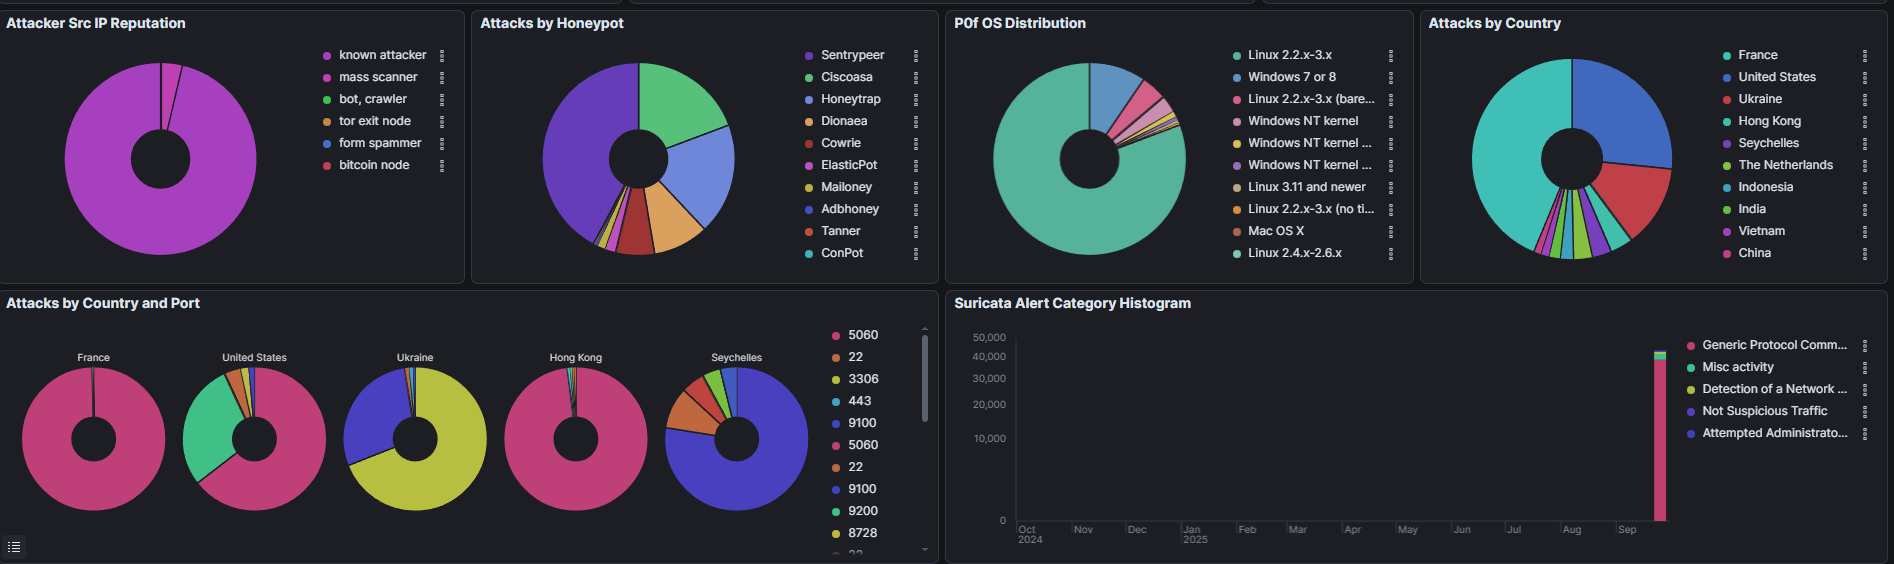 Attacker Src IP Reputation
known attacker
mass scanner
bot, crawler
tor exit node
form spammer
bitcoin node
Attacks by Honeypot
Sentrypeer
Ciscoasa
Honeytrap
Dionaea
Cowrie
ElasticPot
Mailoney
Adbhoney
Tanner
ConPot
P0f OS Distribution
Linux 2.2.x-3.x
Windows 7 or 8
Linux 2.2.x-3.x (bare...
Windows NT kernel
Windows NT kernel ...
Windows NT kernel ...
Linux 3.11 and newer
Linux 2.2.x-3.x (no ti...
Mac OS X
Linux 2.4.x-2.6.x
Attacks by Country
France
United States
Ukraine
Hong Kong
Seychelles
The Netherlands
Indonesia
India
Vietnam
China
Attacks by Country and Port
France
United States
Ukraine
Hong Kong
Seychelles
5060
22
3306
443
9100
5060
22
9100
9200
8728
Suricata Alert Category Histogram
50,000
40,000
30,000
20,000
10,000
0
Oct
2024
Nov
Dec
Jan
2025
Feb
Mar
Apr
May
Jun
Jul
Aug
Sep
Generic Protocol Comm...
Misc activity
Detection of a Network ...
Not Suspicious Traffic
Attempted Administrato...